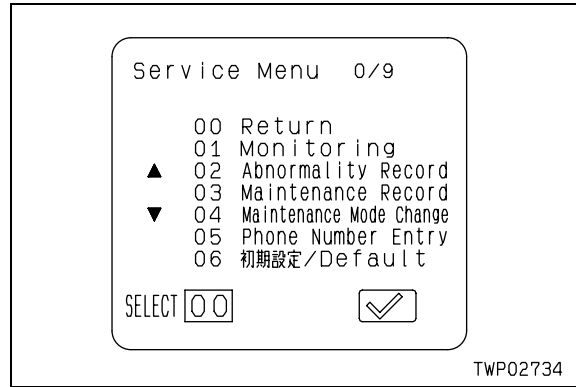 Service Menu 0/9
00 Return
01 Monitoring
▲ 02 Abnormality Record
03 Maintenance Record
▼ 04 Maintenance Mode Change
05 Phone Number Entry
06 初期設定/Default
SELECT 00
TWP02734